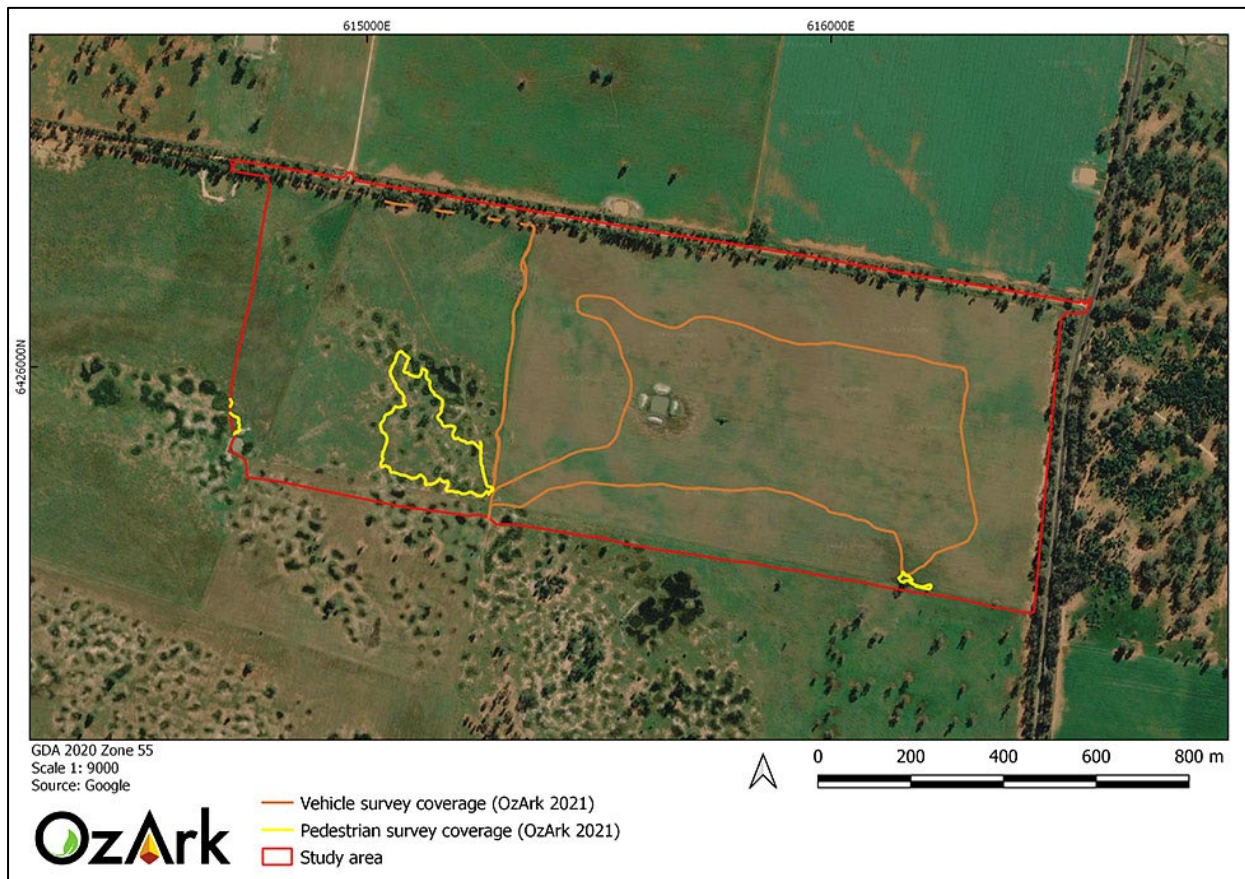 615000E
616000E
6426000N
GDA 2020 Zone 55
Scale 1: 9000
Source: Google
0
200
400
600
800 m
OzArk
Vehicle survey coverage (OzArk 2021)
Pedestrian survey coverage (OzArk 2021)
Study area